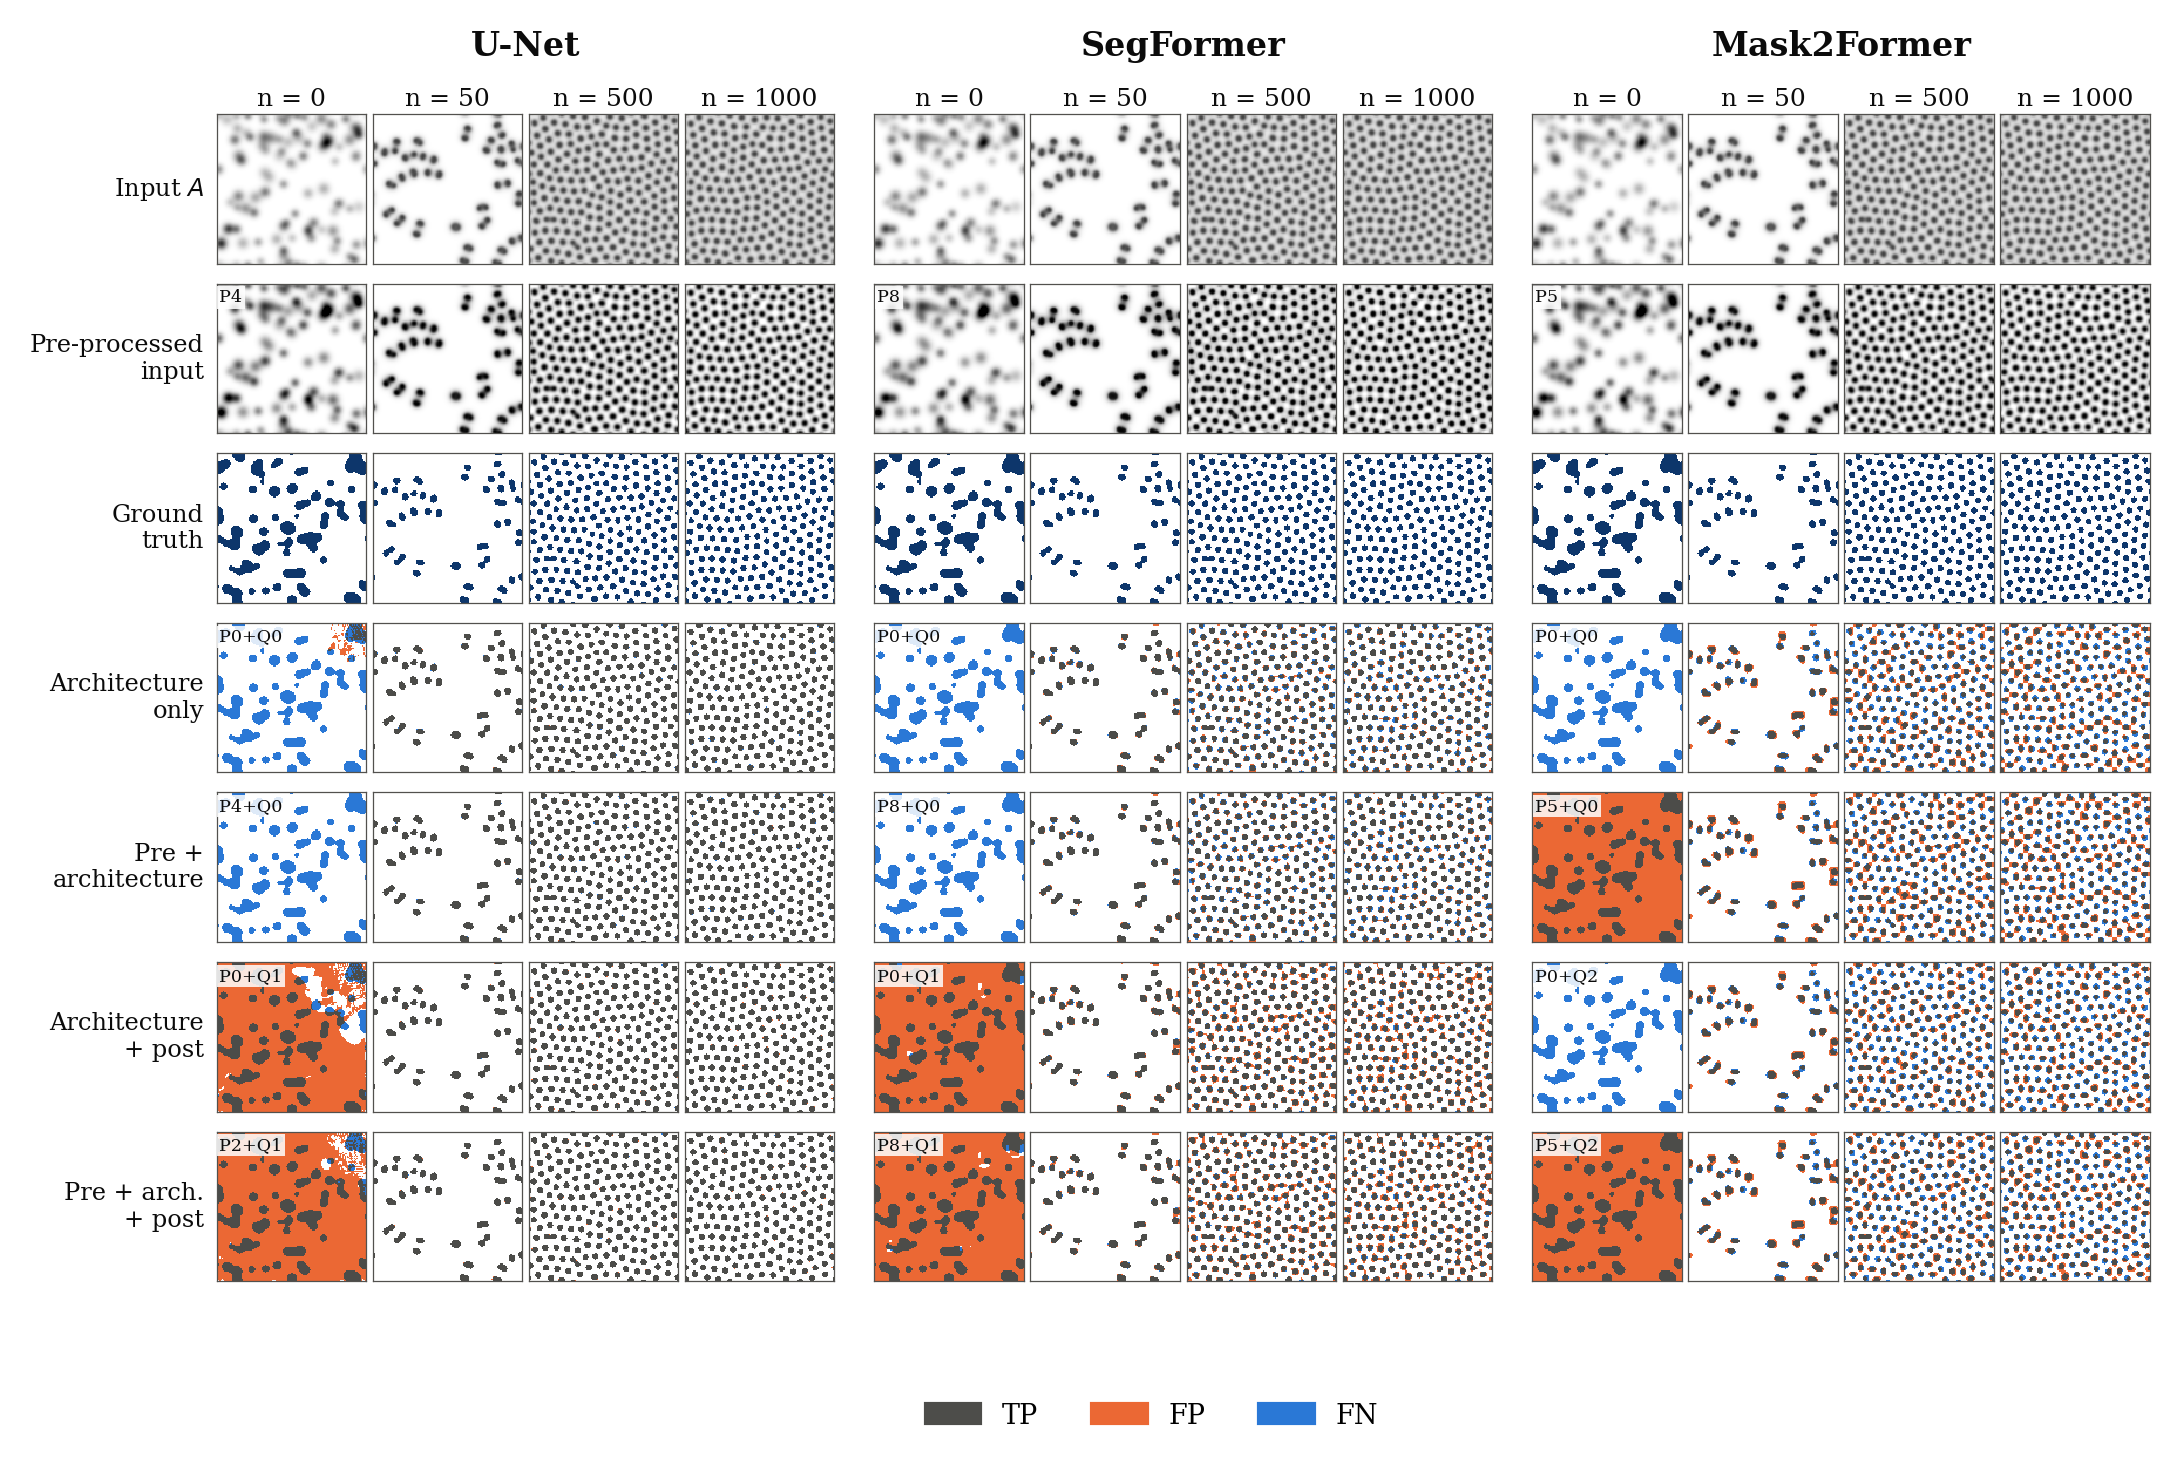 U-Net SegFormer Mask2Former
n = 0 n = 50 n = 500 n = 1000 n = 0 n = 50 n = 500 n = 1000 n = 0 n = 50 n = 500 n = 1000
Input A
P4 P8 P5
Pre-processed
input
Ground
truth
P0+Q0 P0+Q0 P0+Q0
Architecture
only
P4+Q0 P8+Q0 P5+Q0
Pre +
architecture
P0+Q1 P0+Q1 P0+Q2
Architecture
+ post
P2+Q1 P8+Q1 P5+Q2
Pre + arch.
+ post
TP FP FN